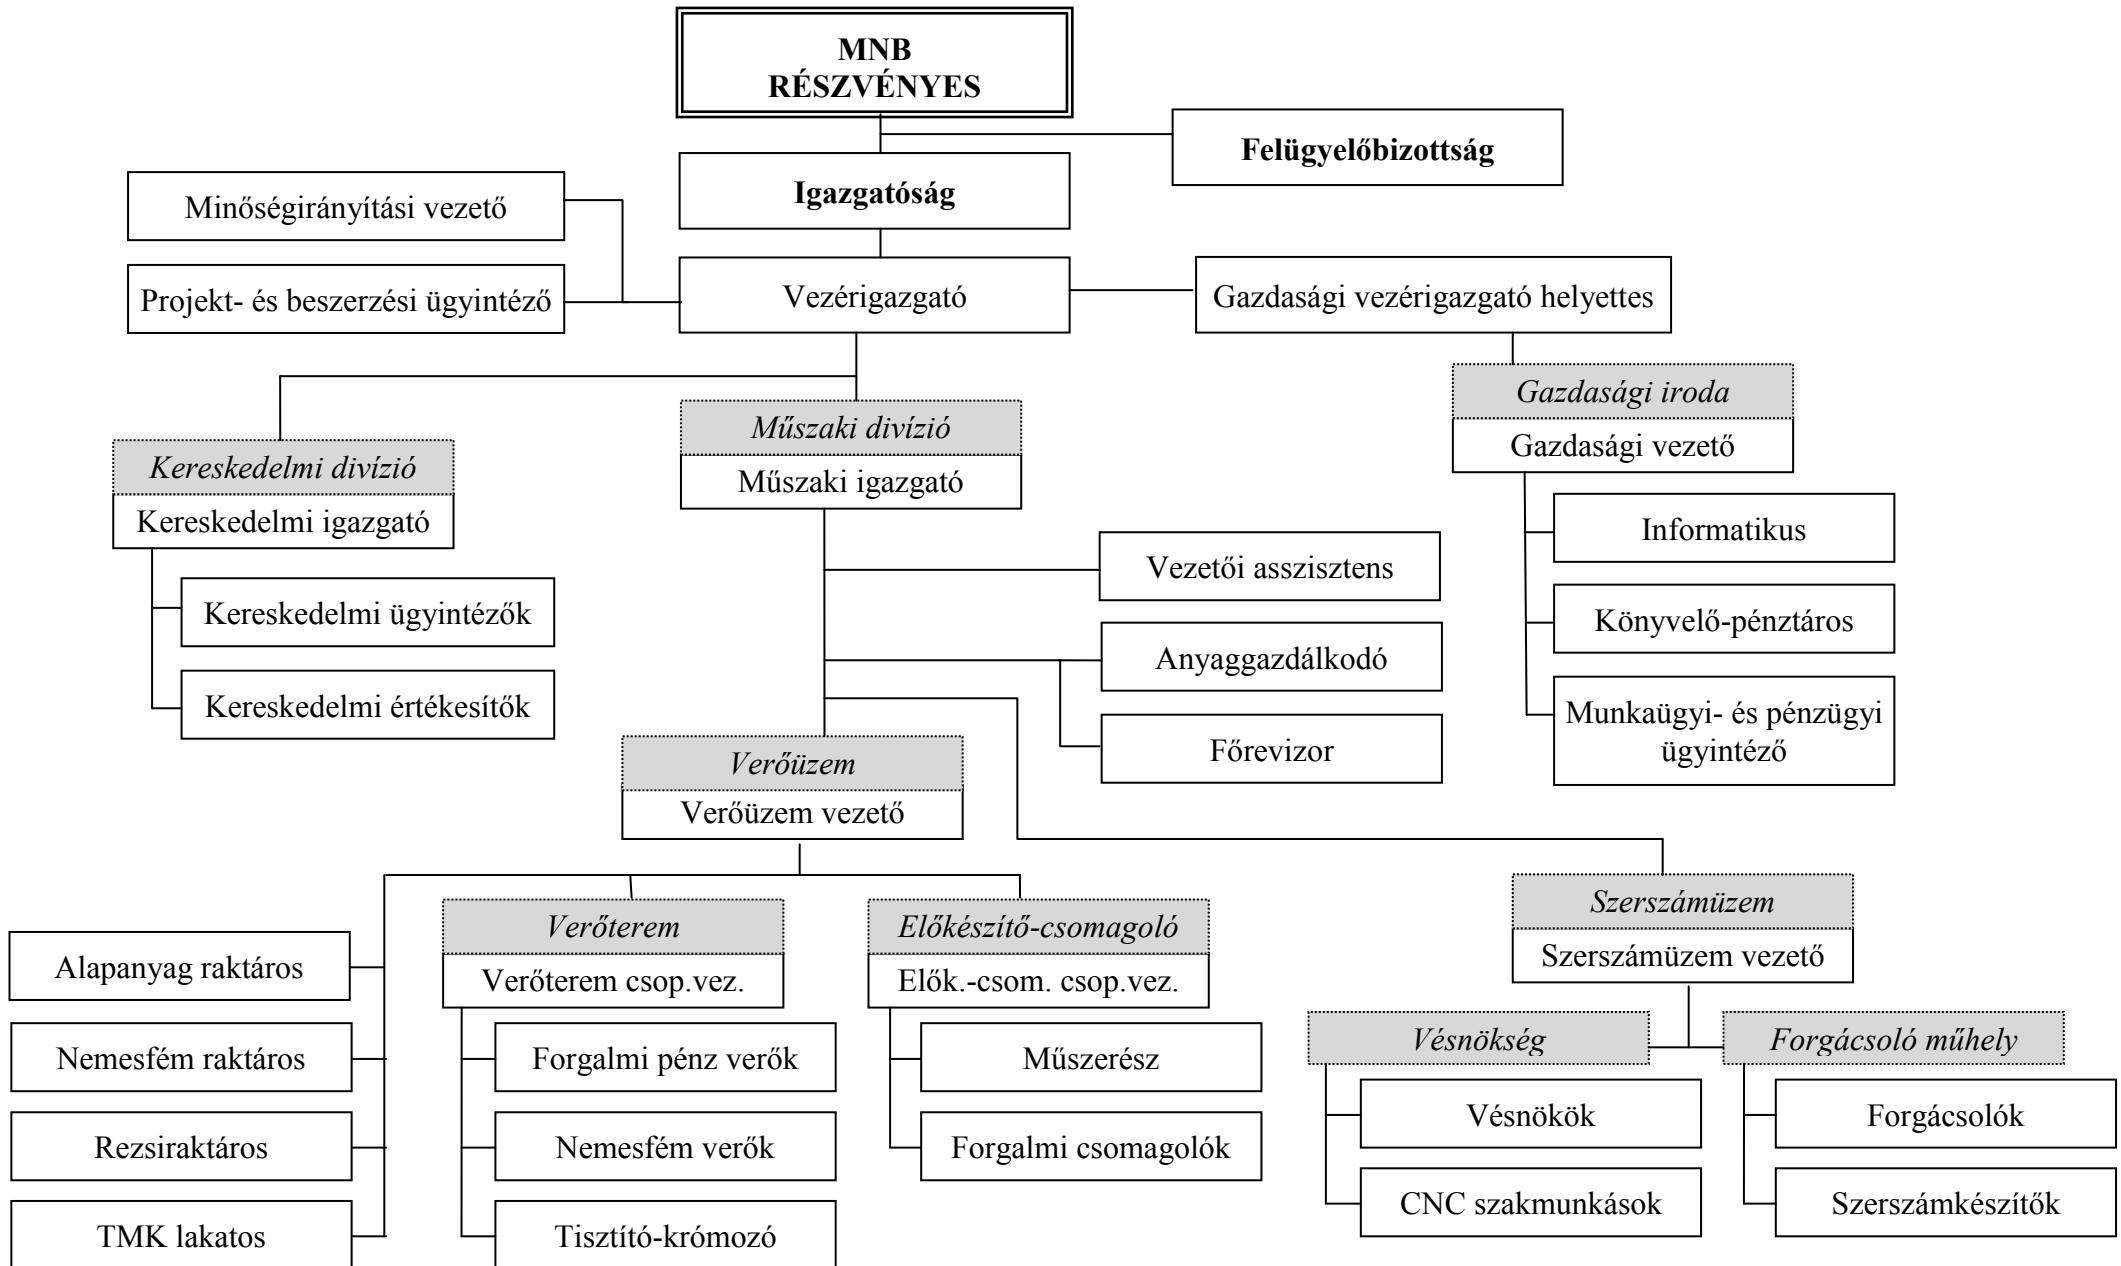 MNB
RÉSZVÉNYES
Felügyelőbizottság
Igazgatóság
Minőségirányítási vezető
Projekt- és beszerzési ügyintéző
Vezérigazgató
Gazdasági vezérigazgató helyettes
Gazdasági iroda
Gazdasági vezető
Műszaki divízió
Műszaki igazgató
Kereskedelmi divízió
Kereskedelmi igazgató
Informatikus
Vezetői asszisztens
Kereskedelmi ügyintézők
Könyvelő-pénztáros
Anyaggazdálkodó
Kereskedelmi értékesítők
Munkaügyi- és pénzügyi
ügyintéző
Főrevizor
Verőüzem
Verőüzem vezető
Szerszámüzem
Szerszámüzem vezető
Verőterem
Verőterem csop.vez.
Előkészítő-csomagoló
Elők.-csom. csop.vez.
Alapanyag raktáros
Nemesfém raktáros
Rezsiraktáros
TMK lakatos
Forgalmi pénz verők
Nemesfém verők
Tisztító-krómozó
Műszerész
Forgalmi csomagolók
Vésnökség
Vésnökök
CNC szakmunkások
Forgácsoló műhely
Forgácsolók
Szerszámkészítők